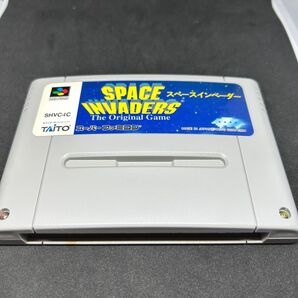 SPACE
スペースインベーダー
INVADERS
The Original Game
SHVC-IC
TAITO
スーパーファミコン